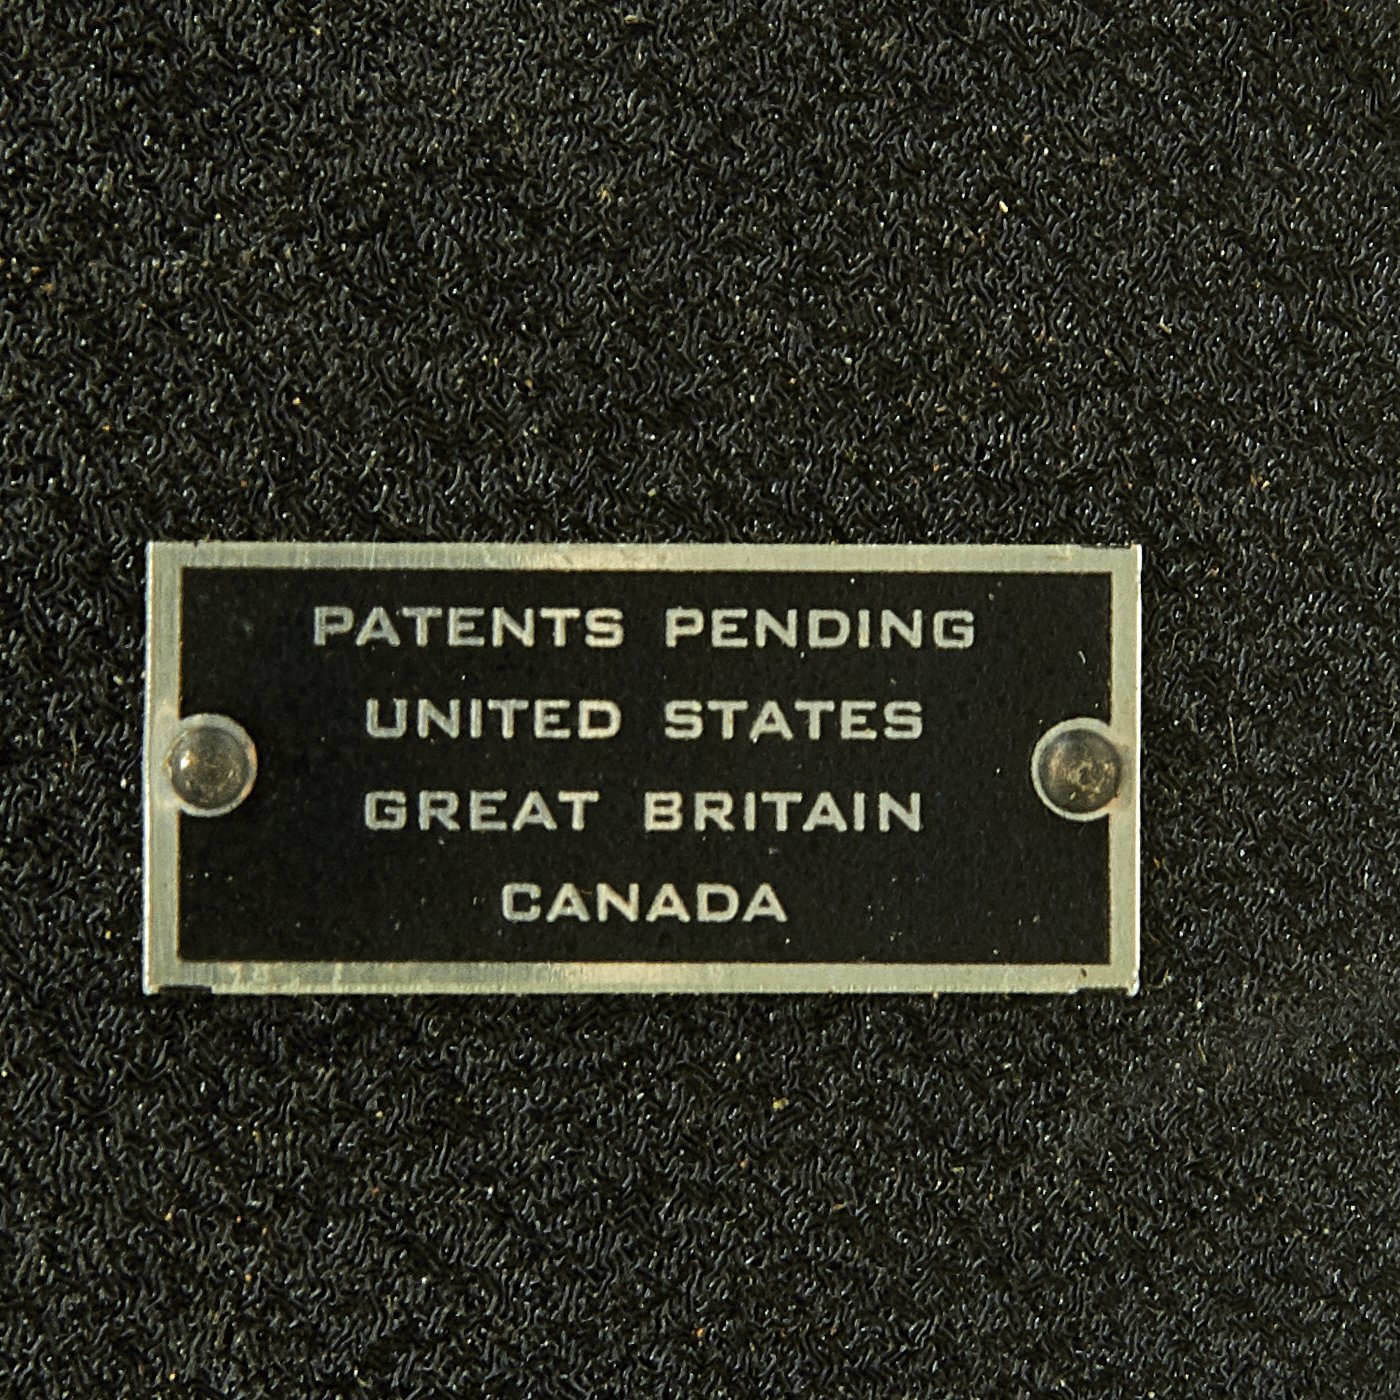 PATENTS PENDING
UNITED STATES
GREAT BRITAIN
CANADA